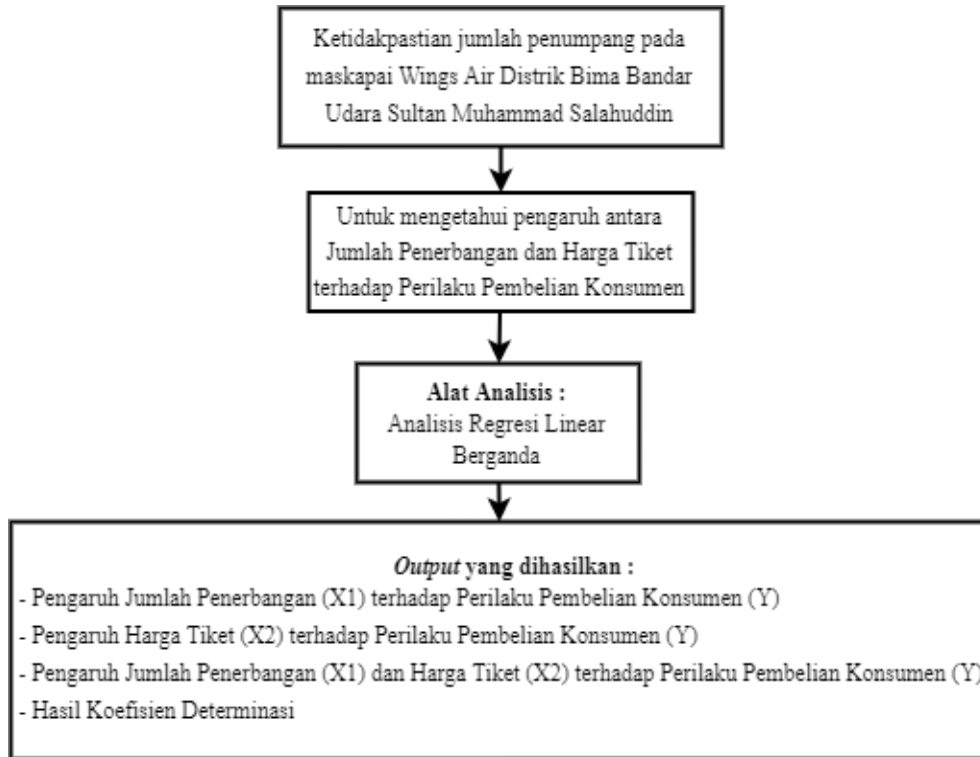 Ketidakpastian jumlah penumpang pada
maskapai Wings Air Distrik Bima Bandar
Udara Sultan Muhammad Salahuddin
Untuk mengetahui pengaruh antara
Jumlah Penerbangan dan Harga Tiket
terhadap Perilaku Pembelian Konsumen
Alat Analisis :
Analisis Regresi Linear
Berganda
Output yang dihasilkan :
- Pengaruh Jumlah Penerbangan (X1) terhadap Perilaku Pembelian Konsumen (Y)
- Pengaruh Harga Tiket (X2) terhadap Perilaku Pembelian Konsumen (Y)
- Pengaruh Jumlah Penerbangan (X1) dan Harga Tiket (X2) terhadap Perilaku Pembelian Konsumen (Y)
- Hasil Koefisien Determinasi